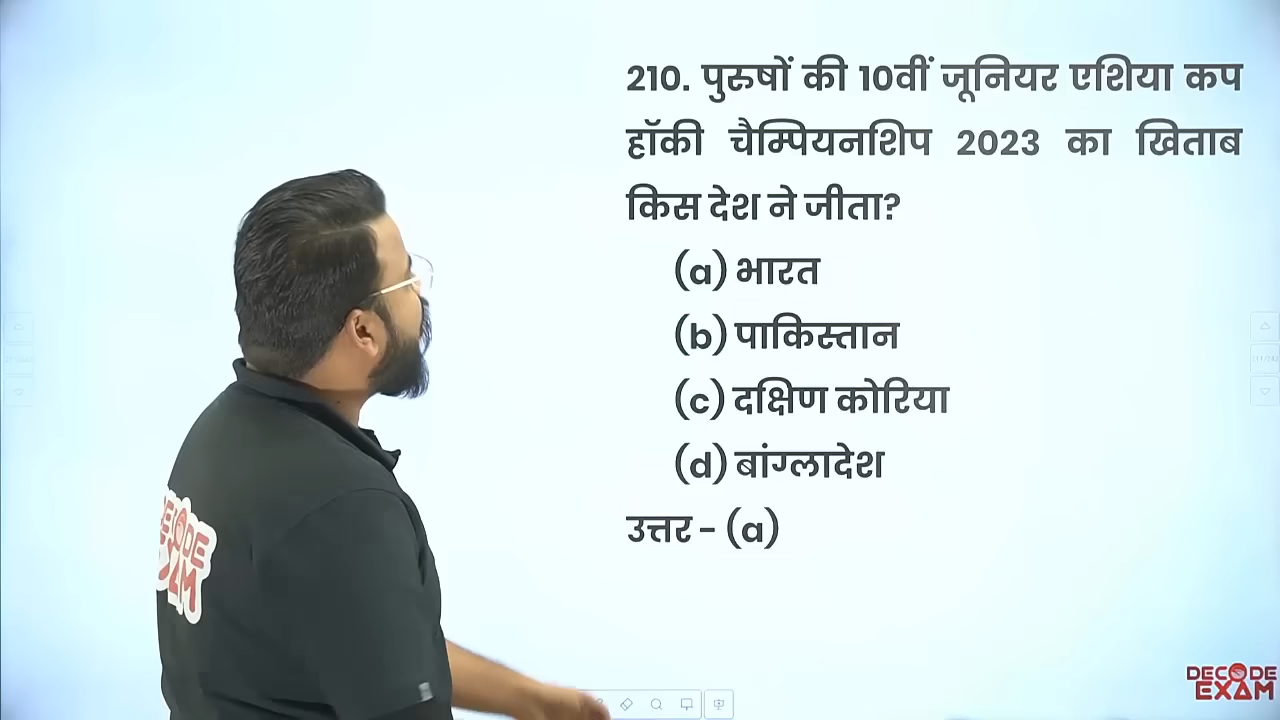 210. पुरुषों की 10वीं जूनियर एशिया कप
हॉकी चैम्पियनशिप 2023 का खिताब
किस देश ने जीता?
(a) भारत
(b) पाकिस्तान
(c) दक्षिण कोरिया
(d) बांग्लादेश
उत्तर - (a)
DECODE
EXAM